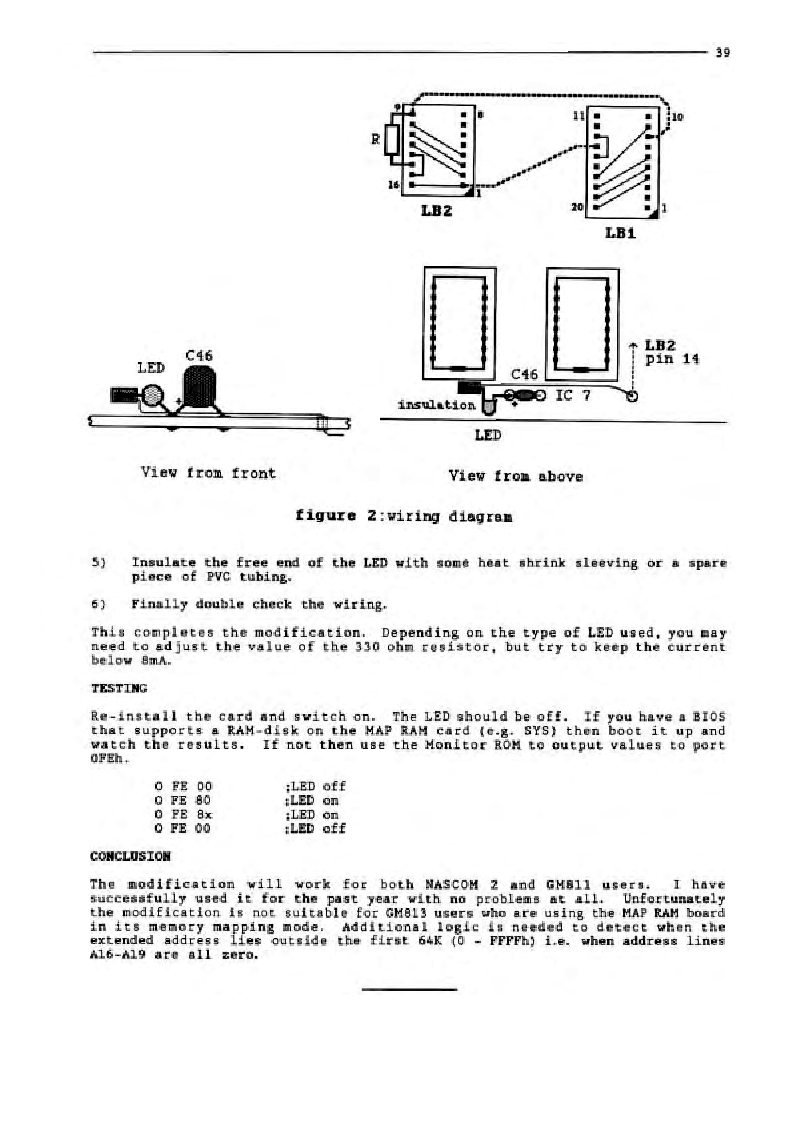 39
9
8
R
16
1
LB2
11
10
20
1
LB1
C46
LED
+
View from front
LB2
pin 14
C46
IC 7
insulation
+
LED
View from above
figure 2:wiring diagram
5) Insulate the free end of the LED with some heat shrink sleeving or a spare
piece of PVC tubing.
6) Finally double check the wiring.
This completes the modification. Depending on the type of LED used, you may
need to adjust the value of the 330 ohm resistor, but try to keep the current
below 8mA.
TESTING
Re-install the card and switch on. The LED should be off. If you have a BIOS
that supports a RAM-disk on the MAP RAM card (e.g. SYS) then boot it up and
watch the results. If not then use the Monitor ROM to output values to port
0FEh.
O FE 00 ;LED off
O FE 80 ;LED on
O FE 8x ;LED on
O FE 00 ;LED off
CONCLUSION
The modification will work for both NASCOM 2 and GM811 users. I have
successfully used it for the past year with no problems at all. Unfortunately
the modification is not suitable for GM813 users who are using the MAP RAM board
in its memory mapping mode. Additional logic is needed to detect when the
extended address lies outside the first 64K (0 - FFFFh) i.e. when address lines
A16-A19 are all zero.